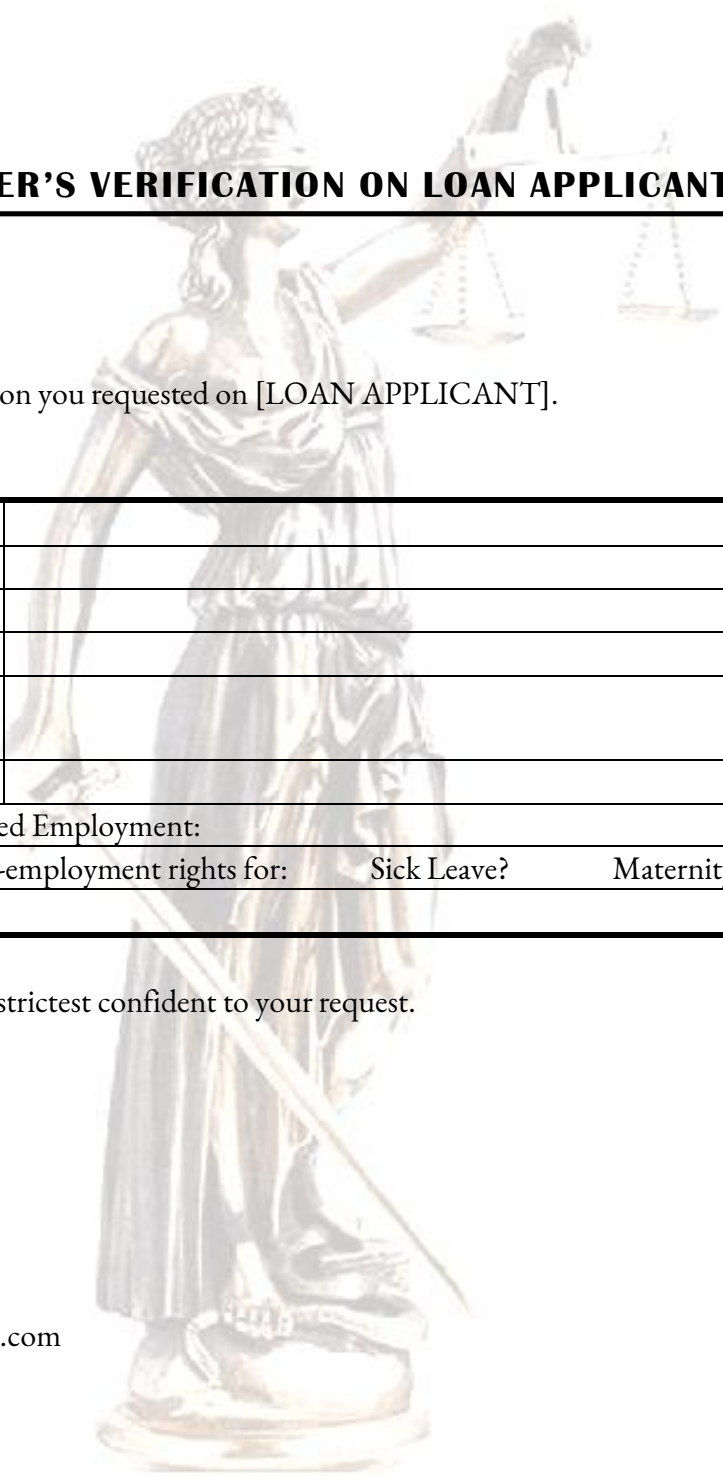 ER’S VERIFICATION ON LOAN APPLICANT
on you requested on [LOAN APPLICANT].
ed Employment:
-employment rights for: Sick Leave? Maternit
strictest confident to your request.
.com